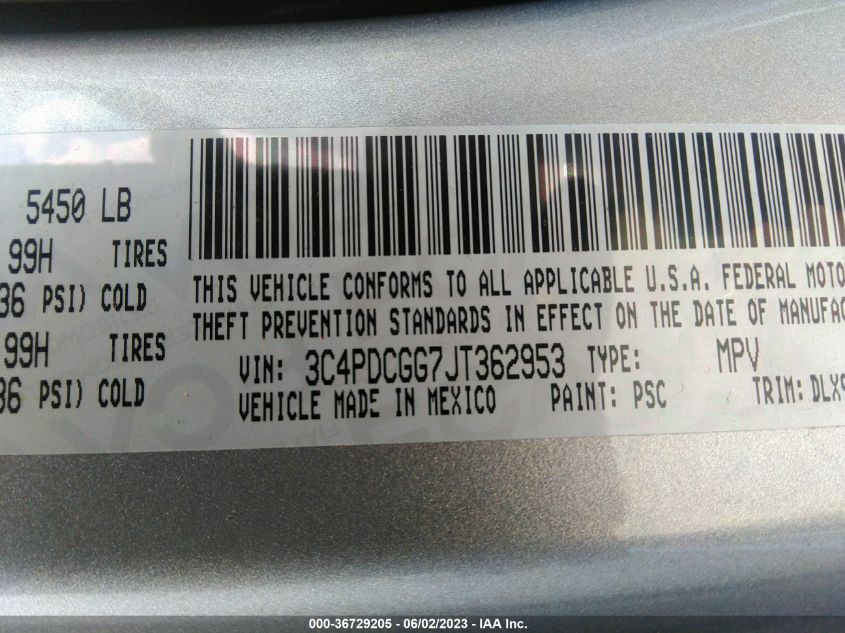 5450 LB
99H TIRES
36 PSI) COLD
99H TIRES
36 PSI) COLD
THIS VEHICLE CONFORMS TO ALL APPLICABLE U.S.A. FEDERAL MOTO
THEFT PREVENTION STANDARDS IN EFFECT ON THE DATE OF MANUFAC
VIN: 3C4PDCGG7JT362953 TYPE: MPV
VEHICLE MADE IN MEXICO PAINT: PSC TRIM: DLX9
000-36729205 - 06/02/2023 - IAA Inc.